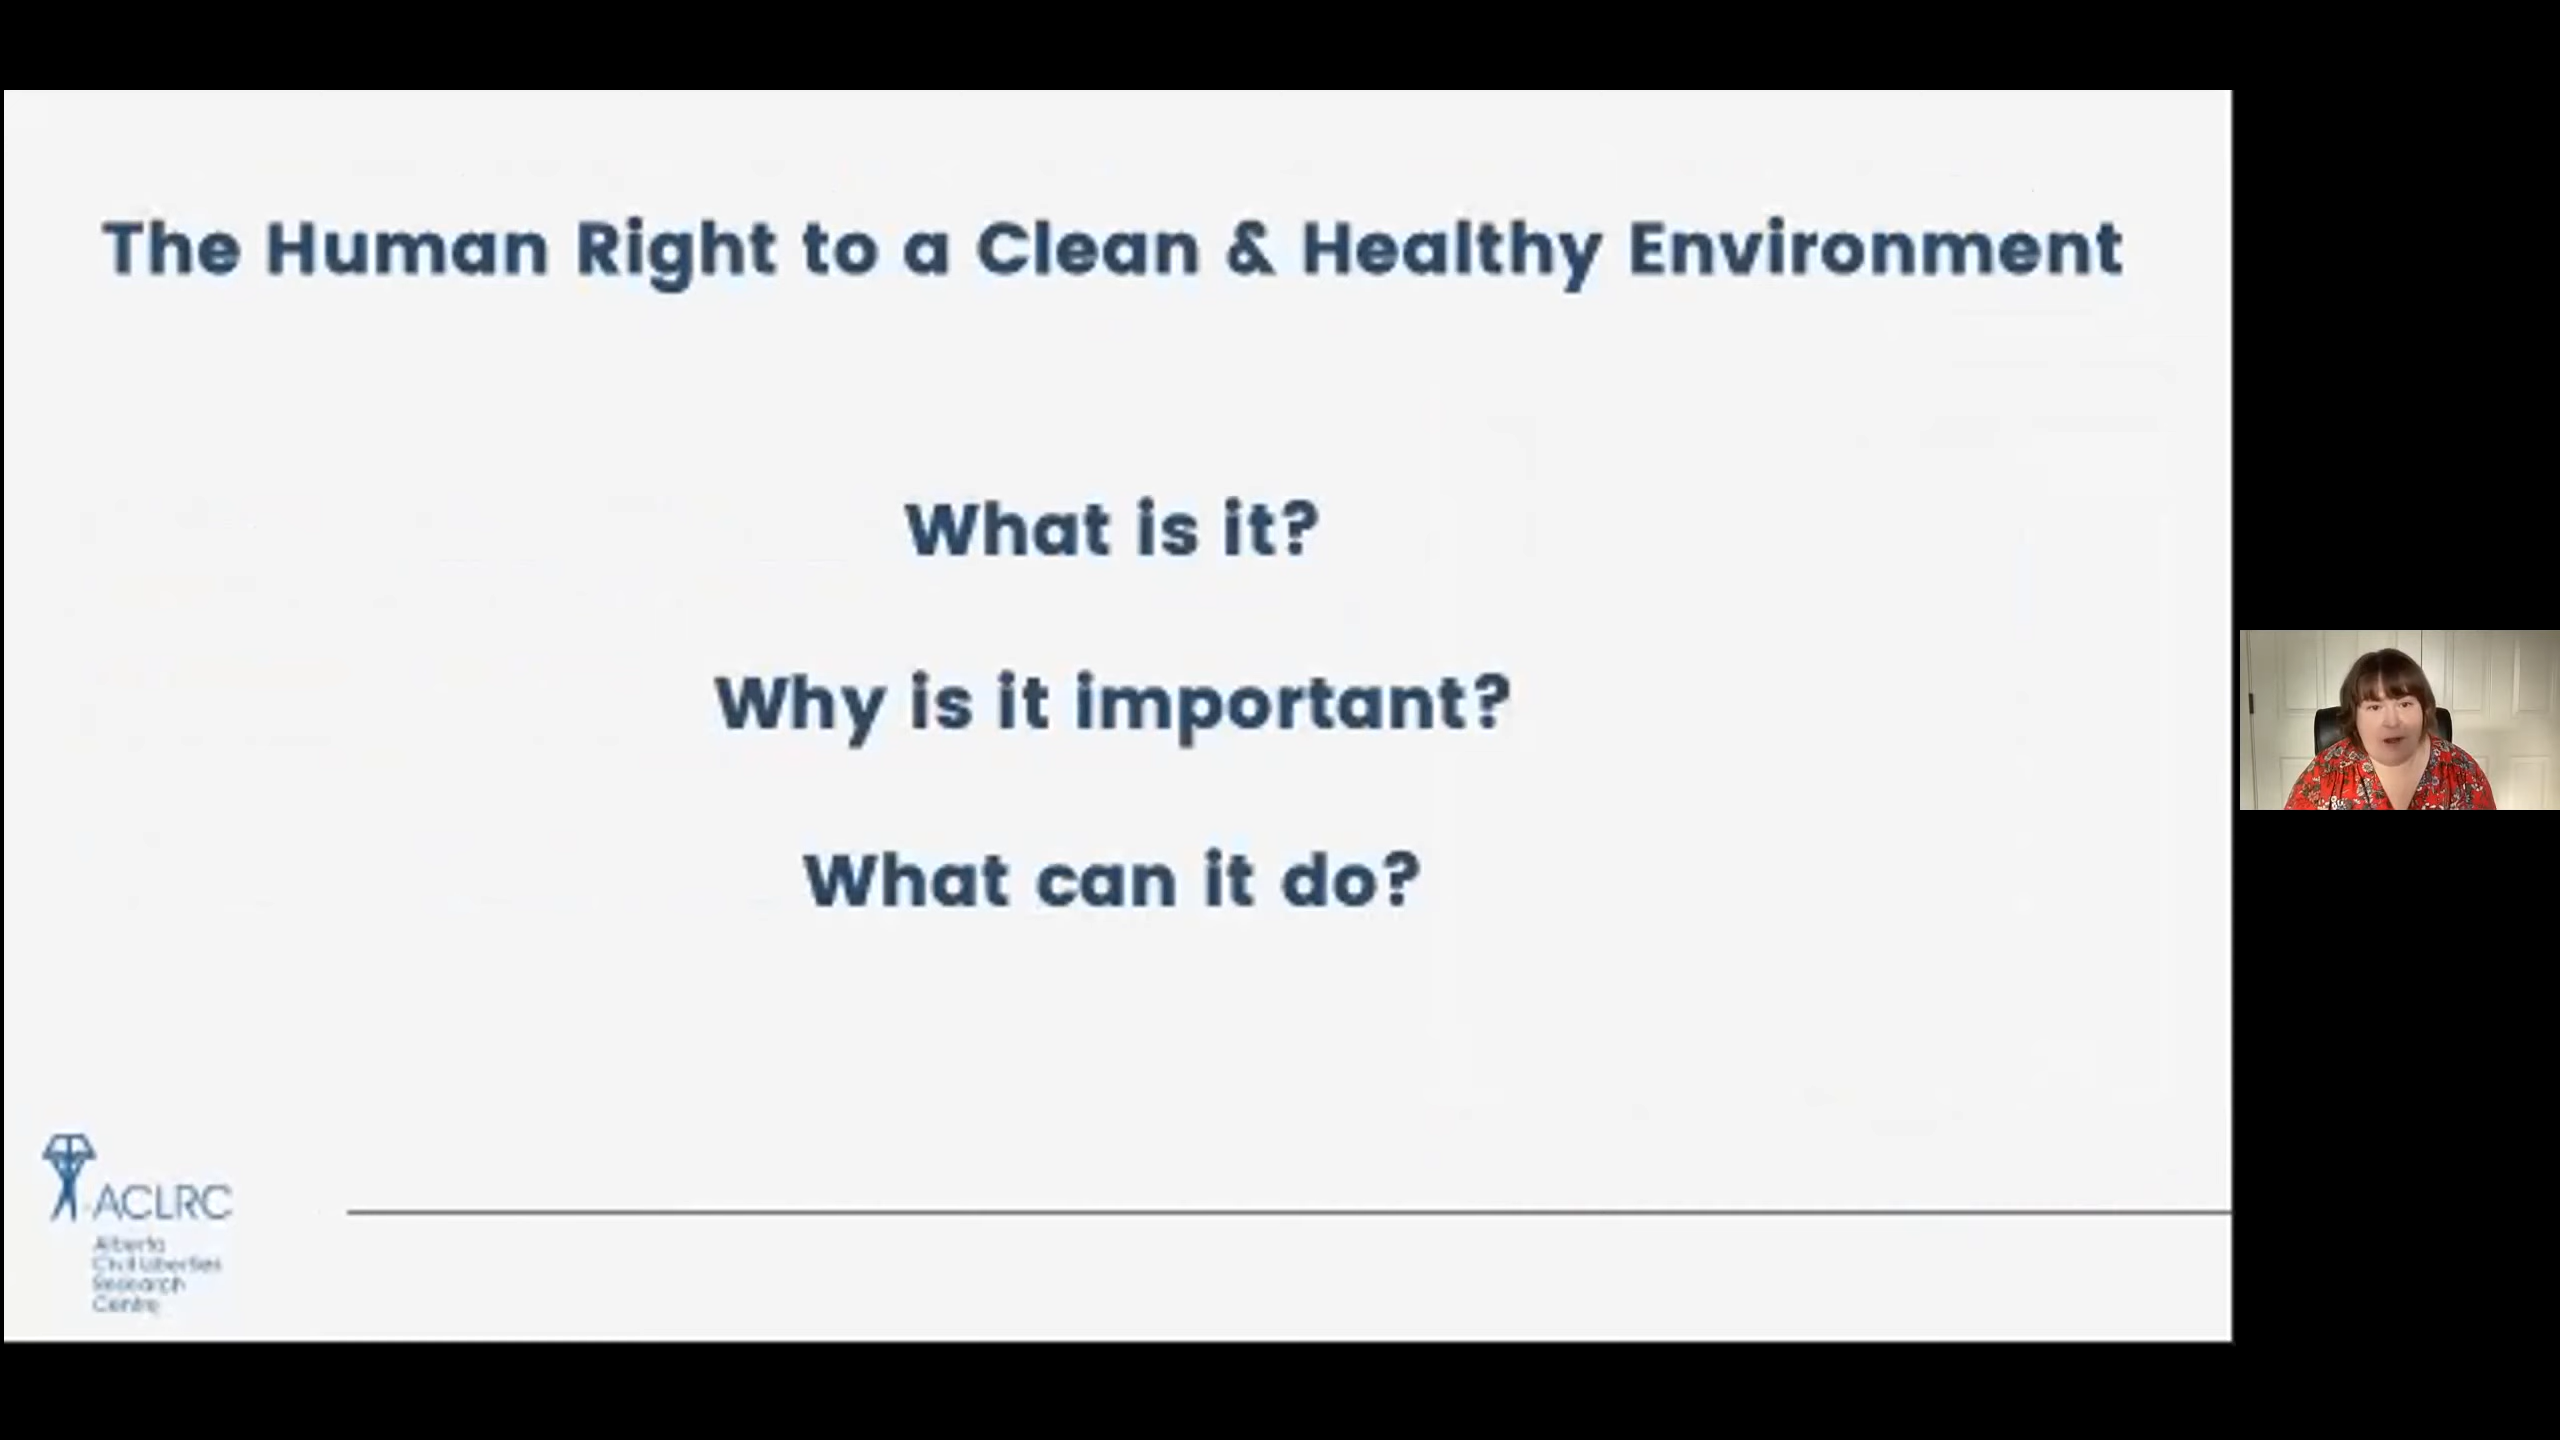 The Human Right to a Clean & Healthy Environment
What is it?
Why is it important?
What can it do?
ACLRC
Alberta
Civil Liberties
Research
Centre